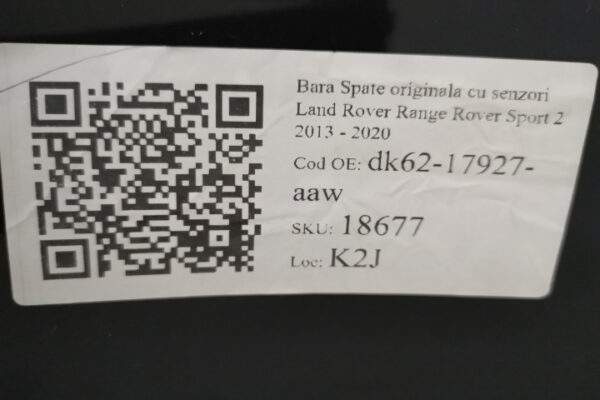 Bara Spate originala cu senzori
Land Rover Range Rover Sport 2
2013 - 2020
Cod OE: dk62-17927-
aaw
SKU: 18677
Loc: K2J